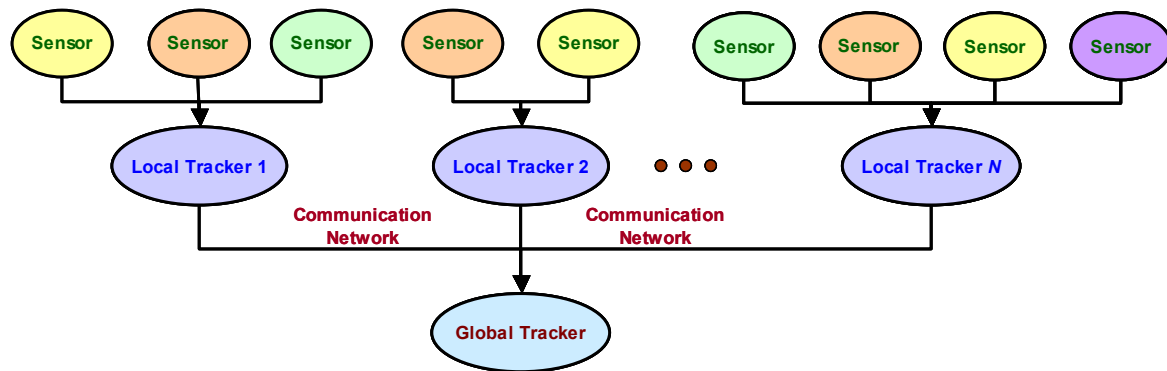 Sensor
Sensor
Sensor
Sensor
Sensor
Sensor
Sensor
Sensor
Sensor
Local Tracker 1
Local Tracker 2
Local Tracker N
Communication
Network
Communication
Network
Global Tracker